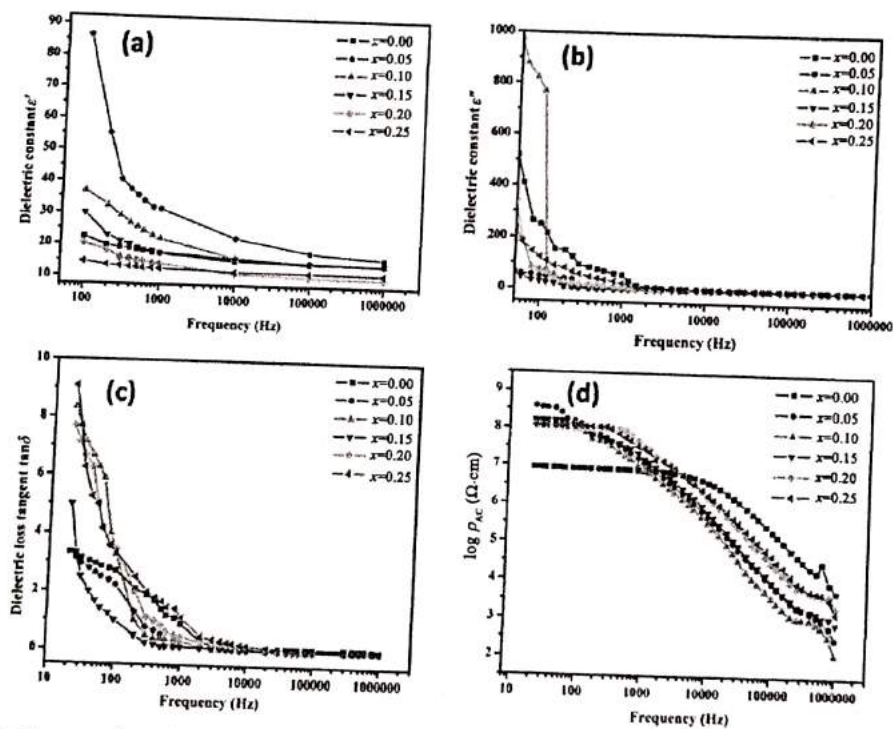 (a)
Dielectric constant ε'
90
80
70
60
50
40
30
20
10
100
1000
10000
100000
1000000
Frequency (Hz)
x=0.00
x=0.05
x=0.10
x=0.15
x=0.20
x=0.25
(b)
Dielectric constant ε"
1000
800
600
400
200
0
100
1000
10000
100000
1000000
Frequency (Hz)
x=0.00
x=0.05
x=0.10
x=0.15
x=0.20
x=0.25
(c)
Dielectric loss tangent tanδ
10
8
6
4
2
0
10
100
1000
10000
100000
1000000
Frequency (Hz)
x=0.00
x=0.05
x=0.10
x=0.15
x=0.20
x=0.25
(d)
log ρAC (Ω·cm)
9
8
7
6
5
4
3
2
10
100
1000
10000
100000
1000000
Frequency (Hz)
x=0.00
x=0.05
x=0.10
x=0.15
x=0.20
x=0.25